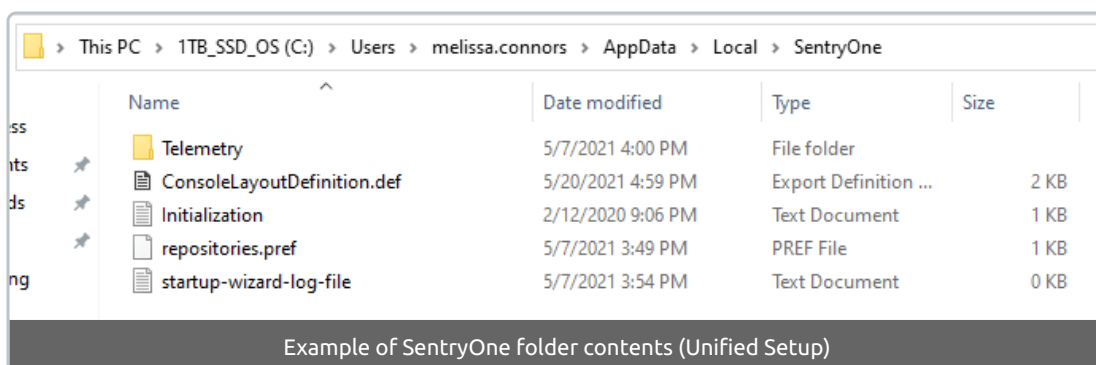 This PC > 1TB_SSD_OS (C:) > Users > melissa.connors > AppData > Local > SentryOne
Name Date modified Type Size
Telemetry 5/7/2021 4:00 PM File folder
ConsoleLayoutDefinition.def 5/20/2021 4:59 PM Export Definition ... 2 KB
Initialization 2/12/2020 9:06 PM Text Document 1 KB
repositories.pref 5/7/2021 3:49 PM PREF File 1 KB
startup-wizard-log-file 5/7/2021 3:54 PM Text Document 0 KB
Example of SentryOne folder contents (Unified Setup)